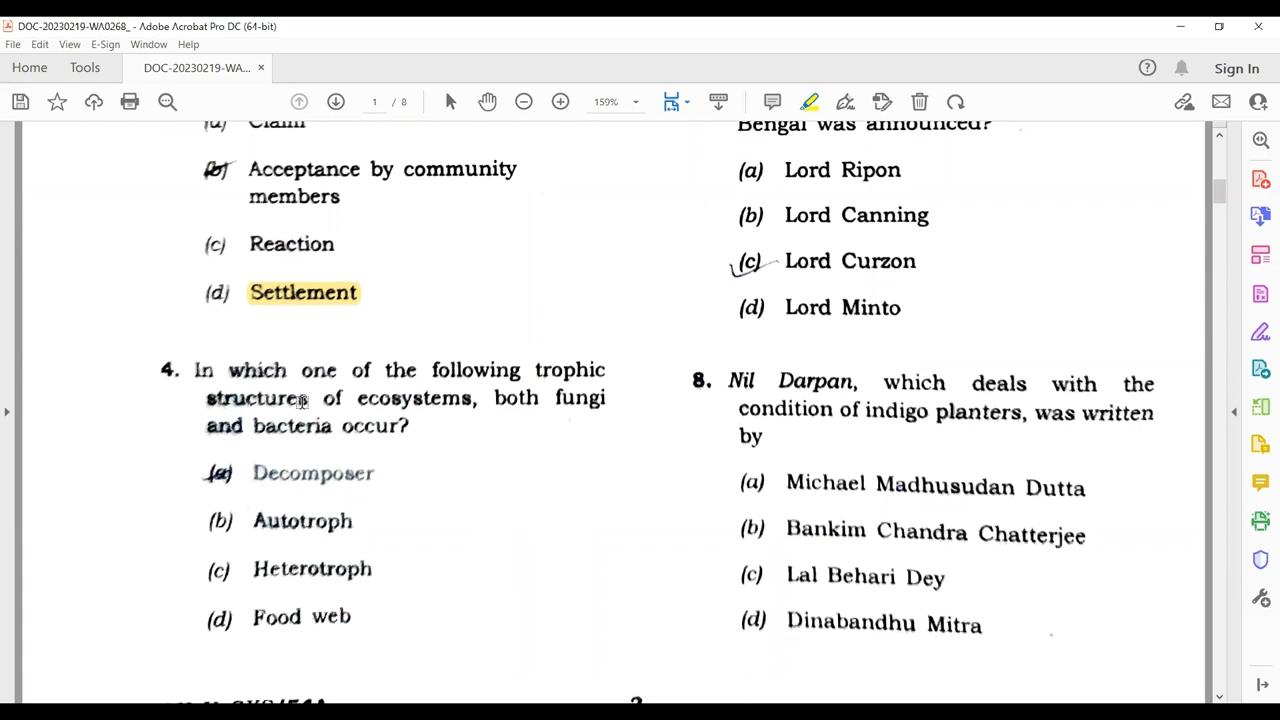 DOC-20230219-WA0268_ - Adobe Acrobat Pro DC (64-bit)
File Edit View E-Sign Window Help
Home Tools DOC-20230219-WA... × Sign In
1 / 8 159%
(a) Claim
(b) Acceptance by community
members
(c) Reaction
(d) Settlement
4. In which one of the following trophic
structures of ecosystems, both fungi
and bacteria occur?
(a) Decomposer
(b) Autotroph
(c) Heterotroph
(d) Food web
Bengal was announced?
(a) Lord Ripon
(b) Lord Canning
(c) Lord Curzon
(d) Lord Minto
8. Nil Darpan, which deals with the
condition of indigo planters, was written
by
(a) Michael Madhusudan Dutta
(b) Bankim Chandra Chatterjee
(c) Lal Behari Dey
(d) Dinabandhu Mitra